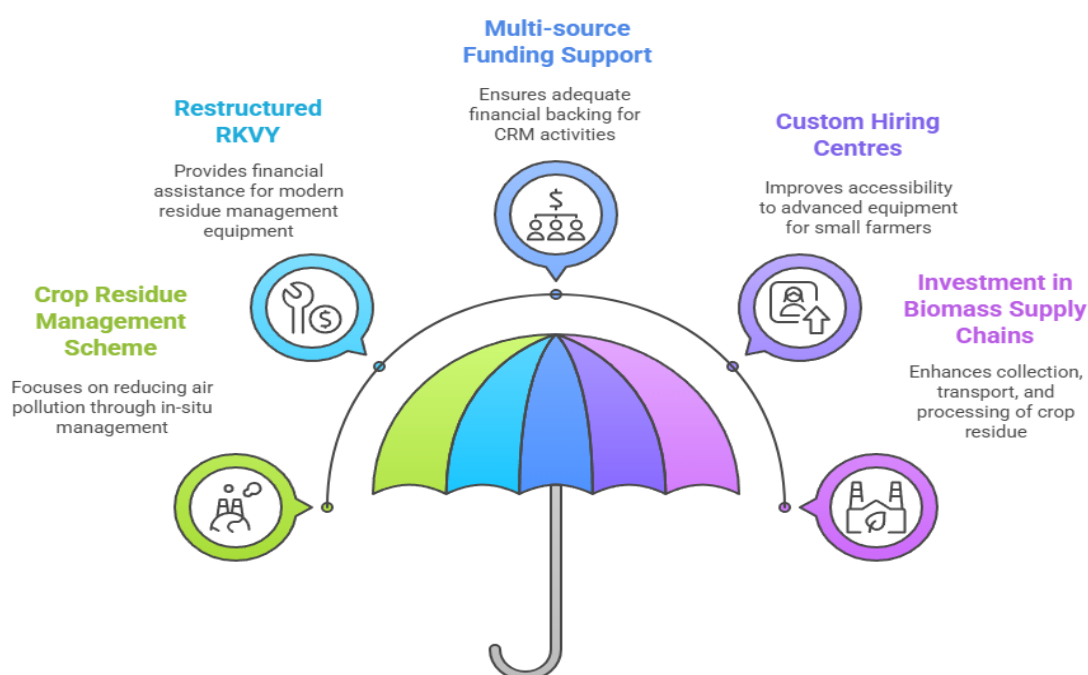 Multi-source
Funding Support
Ensures adequate
financial backing for
CRM activities
Restructured
RKVY
Provides financial
assistance for modern
residue management
equipment
Custom Hiring
Centres
Improves accessibility
to advanced equipment
for small farmers
Crop Residue
Management
Scheme
Focuses on reducing air
pollution through in-situ
management
Investment in
Biomass Supply
Chains
Enhances collection,
transport, and
processing of crop
residue
$
$